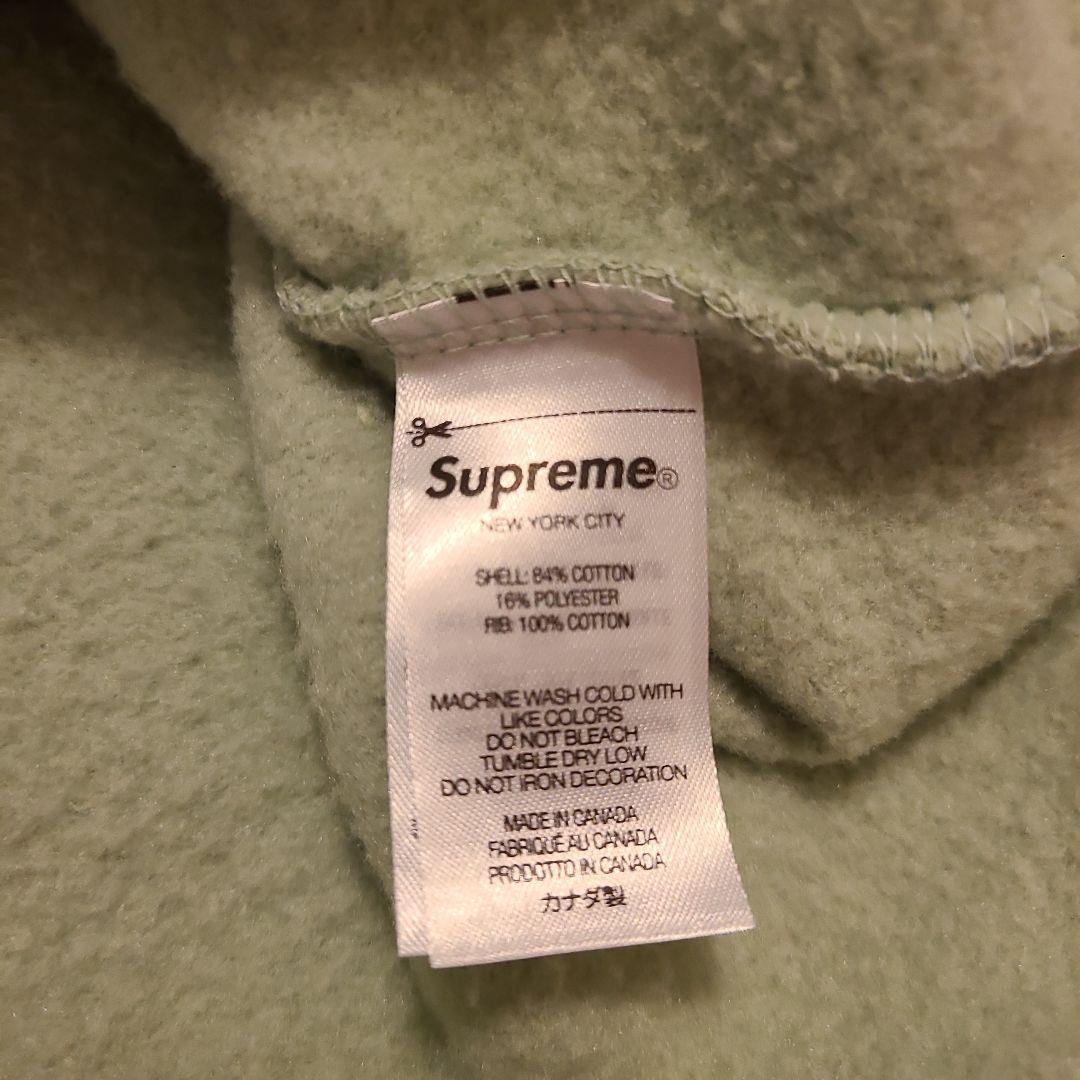 Supreme®
NEW YORK CITY
SHELL: 84% COTTON
16% POLYESTER
RIB: 100% COTTON
MACHINE WASH COLD WITH
LIKE COLORS
DO NOT BLEACH
TUMBLE DRY LOW
DO NOT IRON DECORATION
MADE IN CANADA
FABRIQUÉ AU CANADA
PRODOTTO IN CANADA
カナダ製